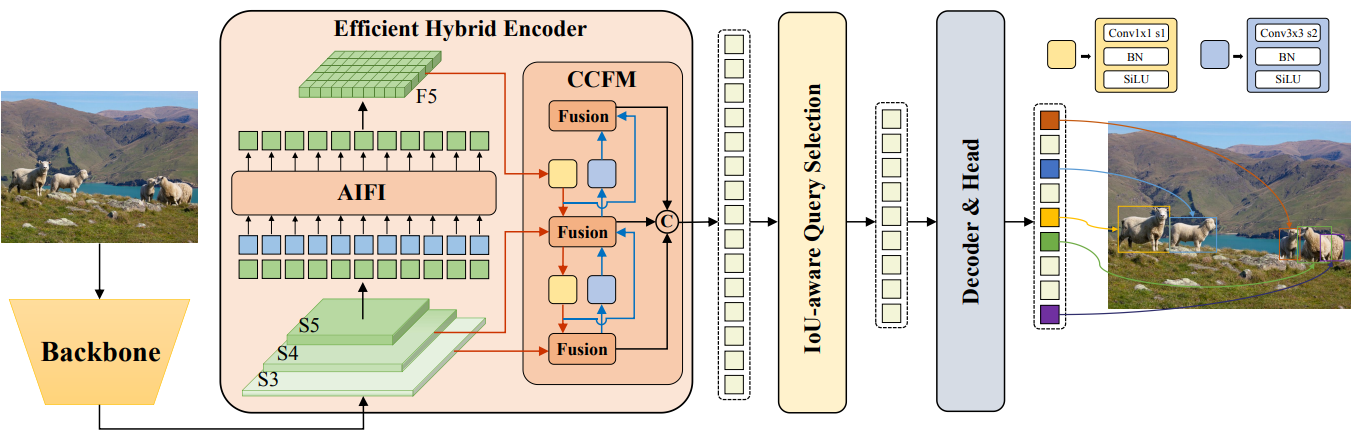 Efficient Hybrid Encoder
F5
AIFI
S5
S4
S3
Backbone
CCFM
Fusion
Fusion
Fusion
C
IoU-aware Query Selection
Decoder & Head
Conv1x1 s1
BN
SiLU
Conv3x3 s2
BN
SiLU